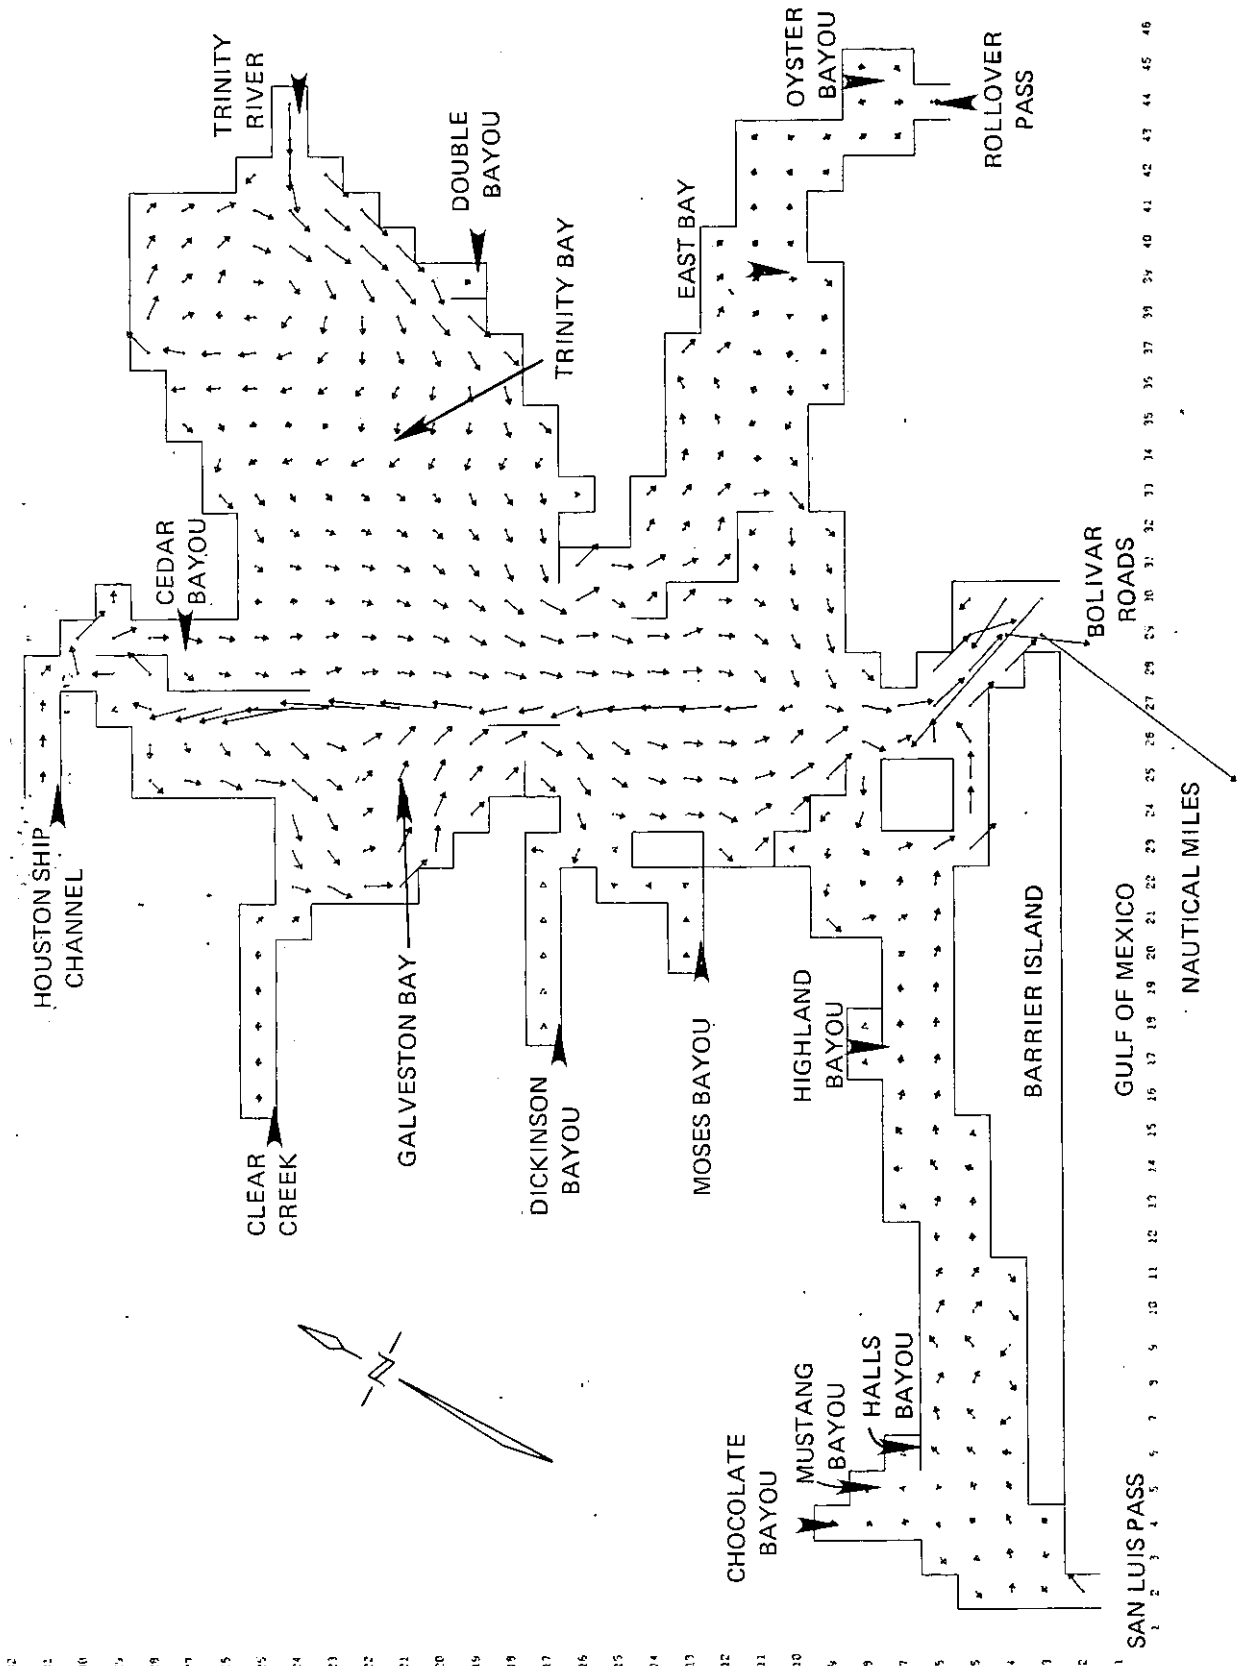 HOUSTON SHIP
CHANNEL
CEDAR
BAYOU
TRINITY
RIVER
DOUBLE
BAYOU
TRINITY BAY
EAST BAY
OYSTER
BAYOU
ROLLOVER
PASS
CLEAR
CREEK
GALVESTON BAY
DICKINSON
BAYOU
MOSES BAYOU
HIGHLAND
BAYOU
BOLIVAR
ROADS
BARRIER ISLAND
GULF OF MEXICO
NAUTICAL MILES
CHOCOLATE
BAYOU
MUSTANG
BAYOU
HALLS
BAYOU
SAN LUIS PASS
N